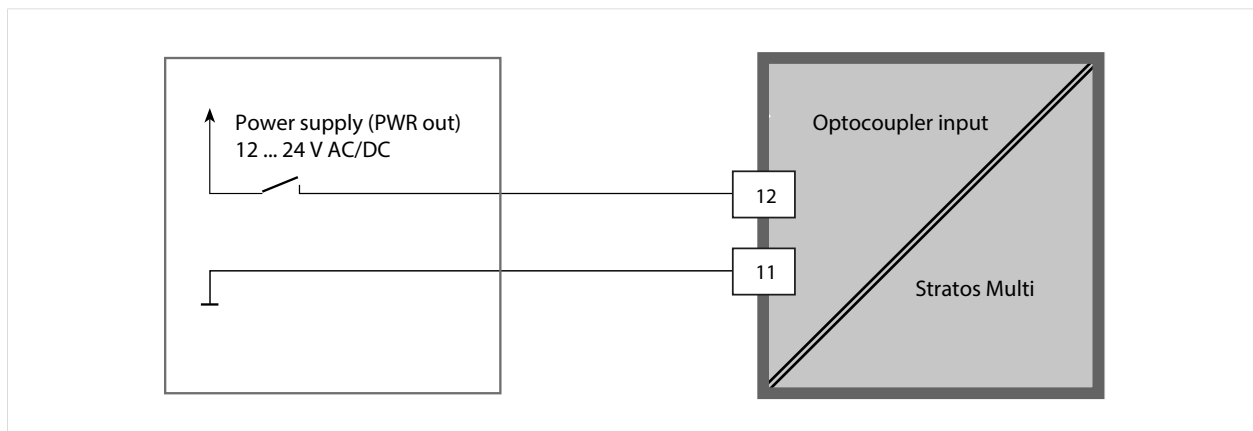 Power supply (PWR out)
12 ... 24 V AC/DC
Optocoupler input
12
11
Stratos Multi